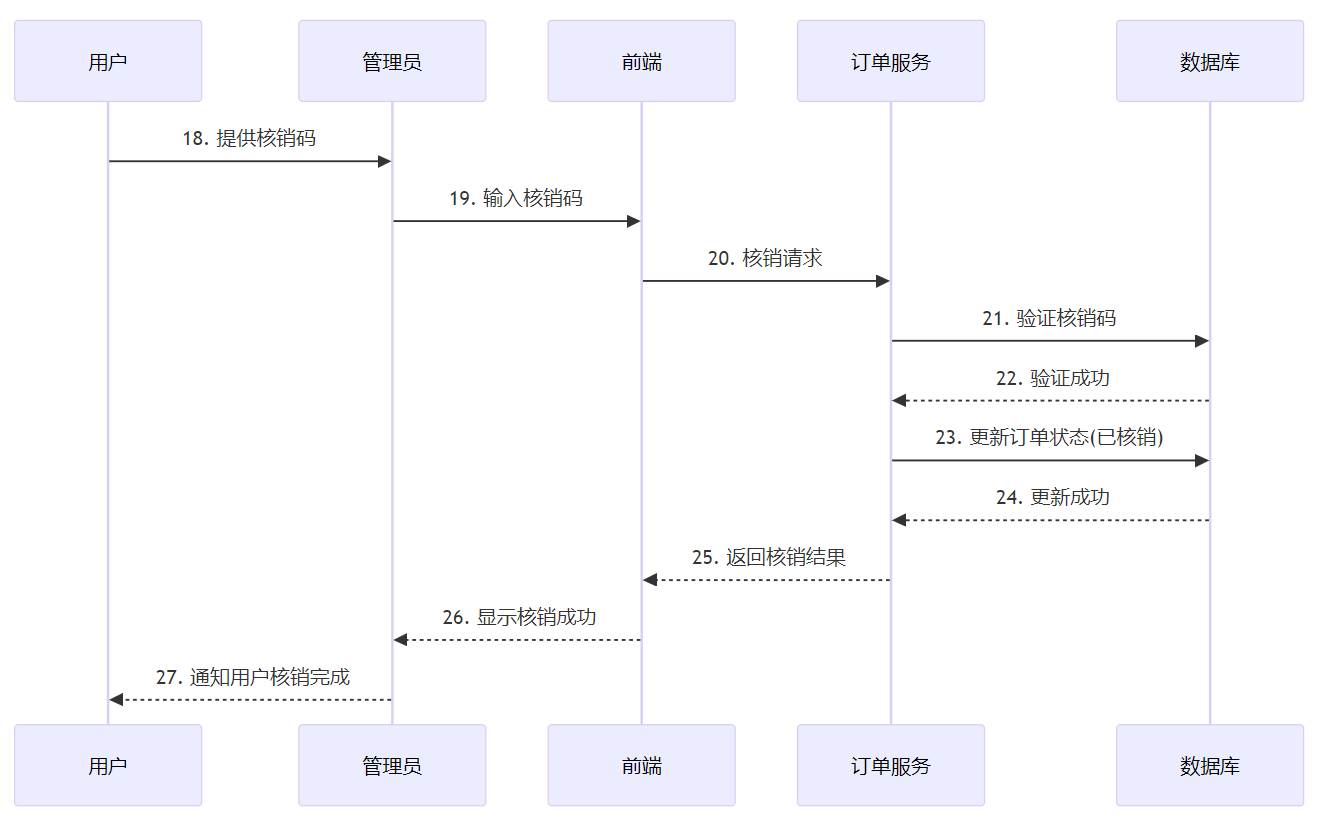 用户
管理员
前端
订单服务
数据库
18. 提供核销码
19. 输入核销码
20. 核销请求
21. 验证核销码
22. 验证成功
23. 更新订单状态(已核销)
24. 更新成功
25. 返回核销结果
26. 显示核销成功
27. 通知用户核销完成
用户
管理员
前端
订单服务
数据库